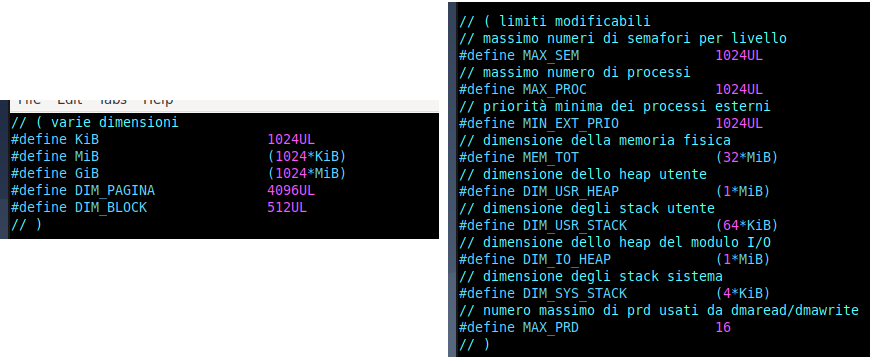 File Edit Tabs Help
// ( varie dimensioni
#define KiB 1024UL
#define MiB (1024*KiB)
#define GiB (1024*MiB)
#define DIM_PAGINA 4096UL
#define DIM_BLOCK 512UL
// )
// ( limiti modificabili
// massimo numeri di semafori per livello
#define MAX_SEM 1024UL
// massimo numero di processi
#define MAX_PROC 1024UL
// priorità minima dei processi esterni
#define MIN_EXT_PRIO 1024UL
// dimensione della memoria fisica
#define MEM_TOT (32*MiB)
// dimensione dello heap utente
#define DIM_USR_HEAP (1*MiB)
// dimensione degli stack utente
#define DIM_USR_STACK (64*KiB)
// dimensione dello heap del modulo I/O
#define DIM_IO_HEAP (1*MiB)
// dimensione degli stack sistema
#define DIM_SYS_STACK (4*KiB)
// numero massimo di prd usati da dmaread/dmawrite
#define MAX_PRD 16
// )